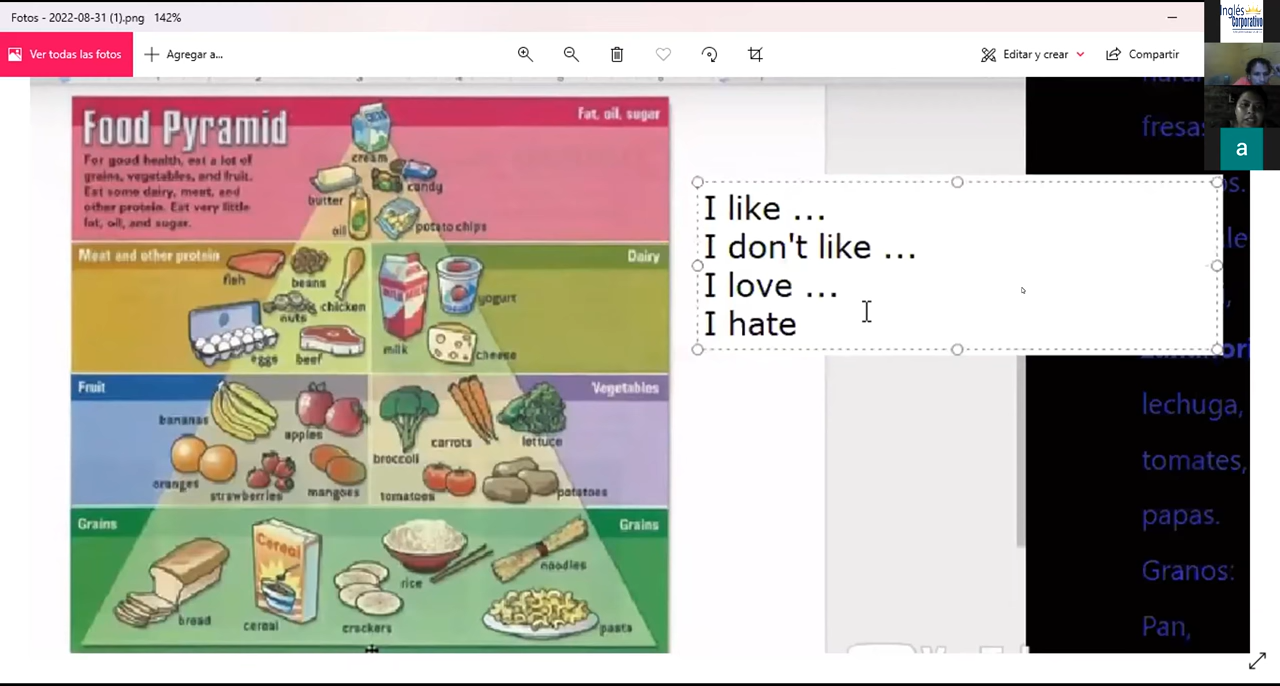 Fotos - 2022-08-31 (1).png 142%
Ver todas las fotos
Agregar a...
Editar y crear
Compartir
Inglés
Corporativo
a
Food Pyramid
For good health, eat a lot of
grains, vegetables, and fruit.
Eat some dairy, meat, and
other protein. Eat very little
fat, oil, and sugar.
Fat, oil, sugar
cream
butter
candy
oil
potato chips
Meat and other protein
Dairy
fish
beans
chicken
nuts
eggs
beef
yogurt
milk
cheese
Fruit
Vegetables
bananas
apples
oranges
strawberries
mangoes
broccoli
carrots
lettuce
tomatoes
potatoes
Grains
Grains
bread
cereal
Cereal
crackers
rice
noodles
pasta
I like ...
I don't like ...
I love ...
I hate
fresas
lechuga,
tomates,
papas.
Granos:
Pan,